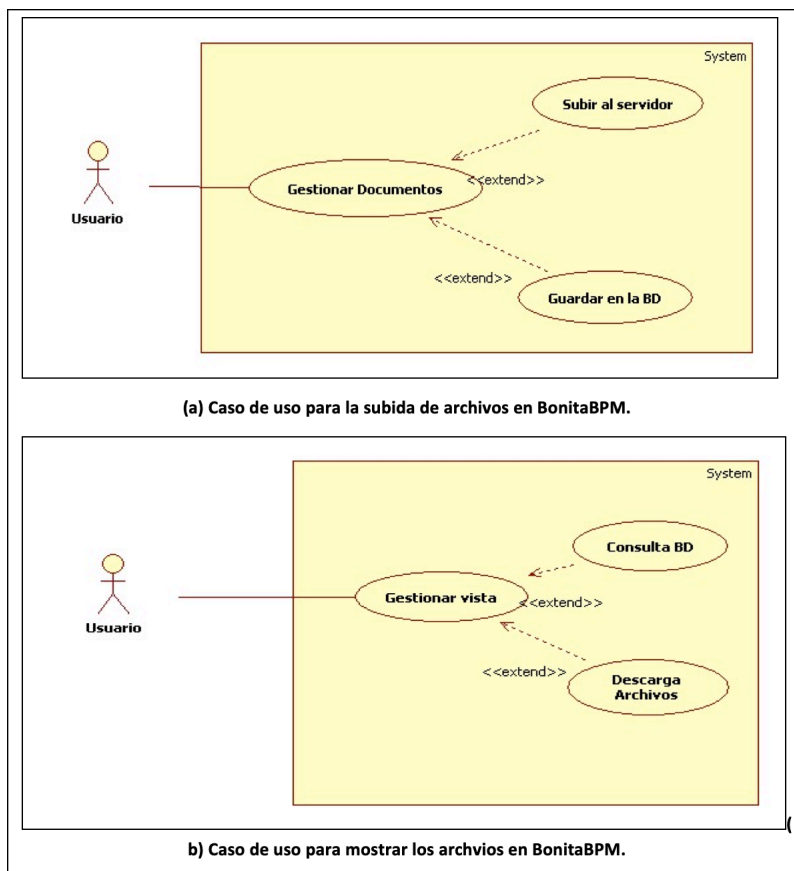 System
Subir al servidor
Gestionar Documentos
<<extend>>
Usuario
<<extend>>
Guardar en la BD
(a) Caso de uso para la subida de archivos en BonitaBPM.
System
Consulta BD
Gestionar vista
<<extend>>
Usuario
<<extend>>
Descarga
Archivos
(
b) Caso de uso para mostrar los archvios en BonitaBPM.